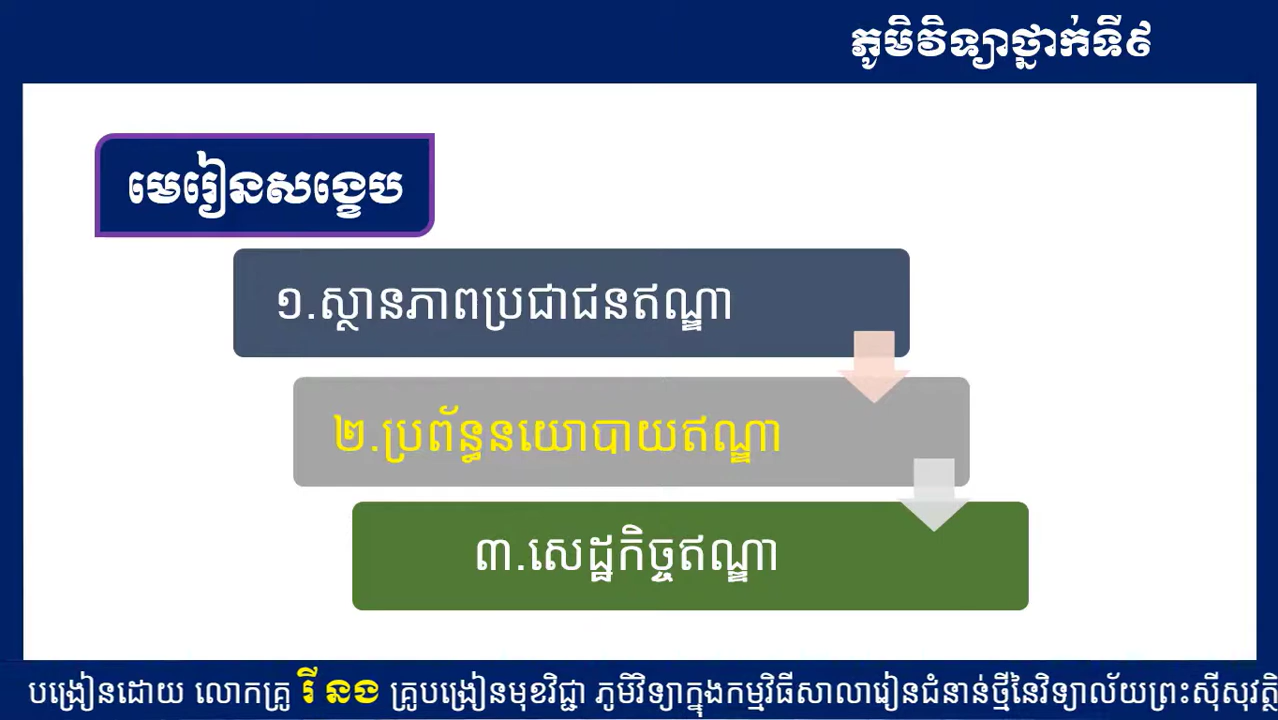 ភូមិវិទ្យាថ្នាក់ទី៩
មេរៀនសង្ខេប
១.ស្ថានភាពប្រជាជនឥណ្ឌា
២.ប្រព័ន្ធនយោបាយឥណ្ឌា
៣.សេដ្ឋកិច្ចឥណ្ឌា
បង្រៀនដោយ លោកគ្រូ រី នង គ្រូបង្រៀនមុខវិជ្ជា ភូមិវិទ្យាក្នុងកម្មវិធីសាលារៀនជំនាន់ថ្មីនៃវិទ្យាល័យព្រះស៊ីសុវត្ថិ